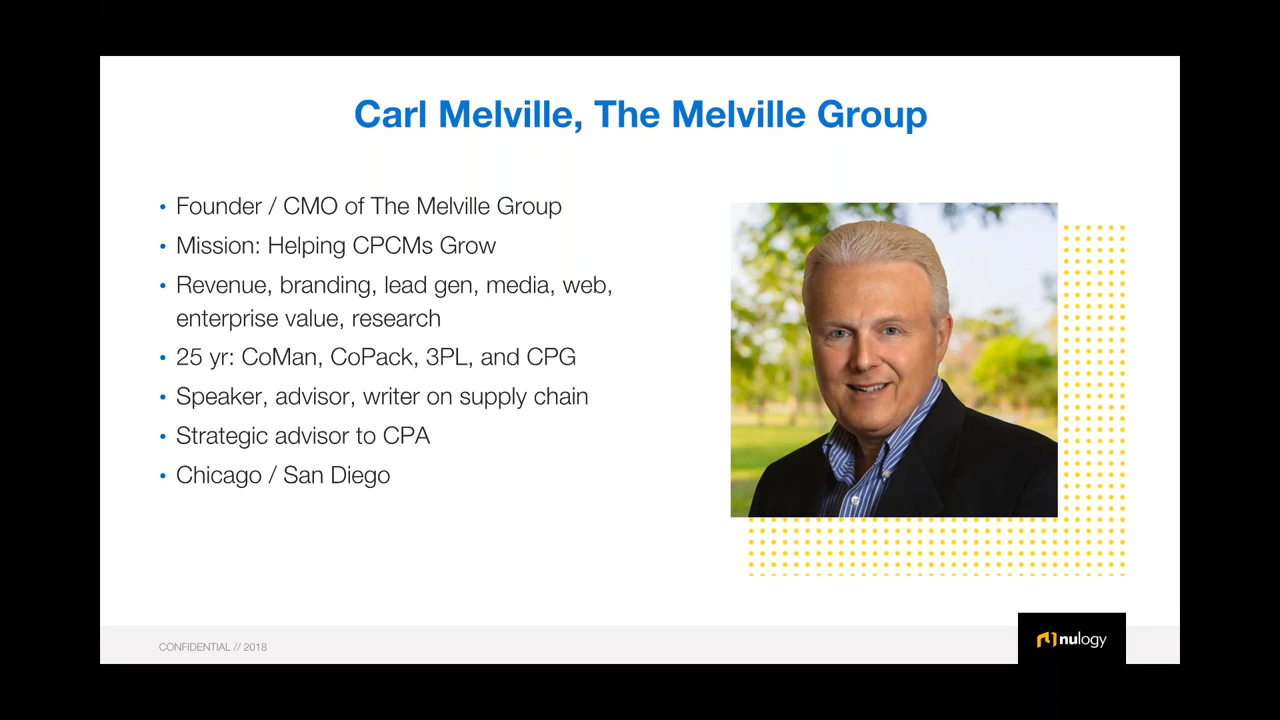 Carl Melville, The Melville Group
• Founder / CMO of The Melville Group
• Mission: Helping CPCMs Grow
• Revenue, branding, lead gen, media, web,
enterprise value, research
• 25 yr: CoMan, CoPack, 3PL, and CPG
• Speaker, advisor, writer on supply chain
• Strategic advisor to CPA
• Chicago / San Diego
CONFIDENTIAL // 2018
nulogy